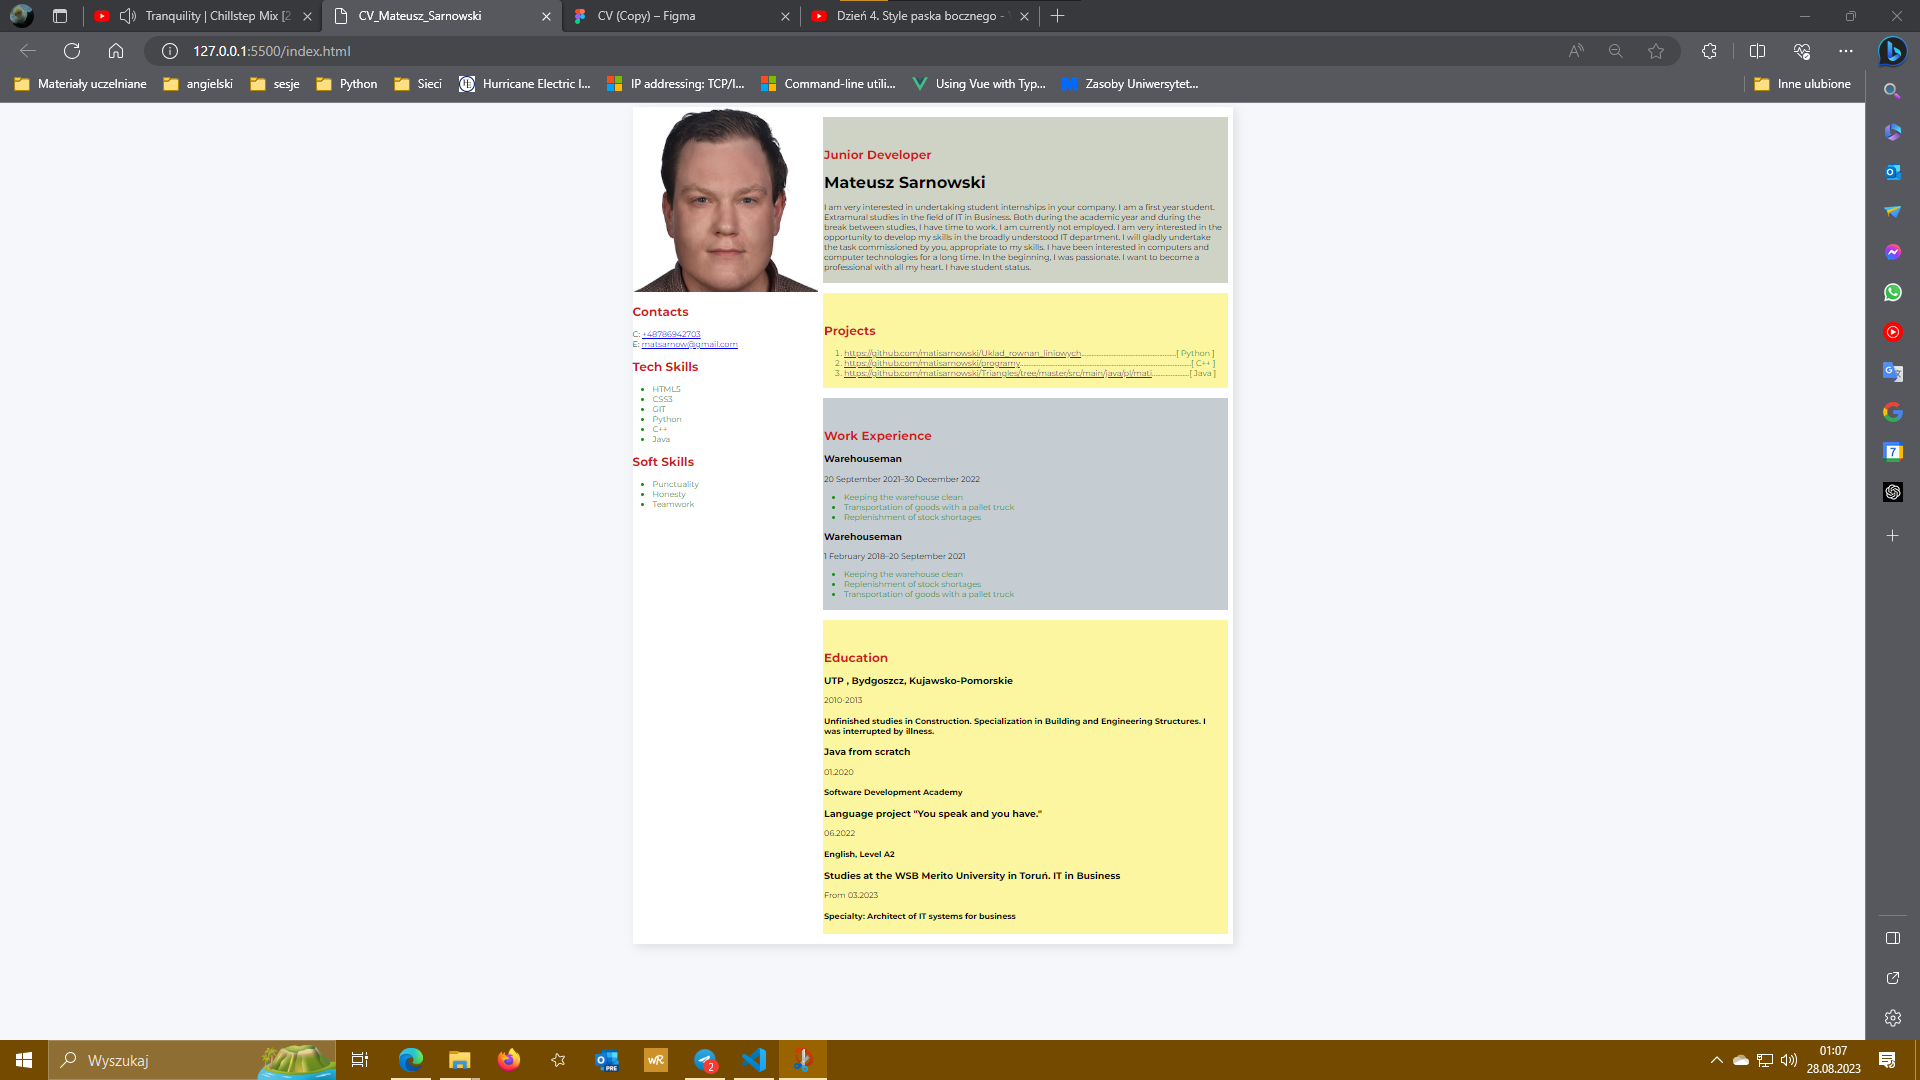 Tranquility | Chillstep Mix [2
CV_Mateusz_Sarnowski
CV (Copy) – Figma
Dzień 4. Style paska bocznego -
127.0.0.1:5500/index.html
Materiały uczelniane
angielski
sesje
Python
Sieci
Hurricane Electric I...
IP addressing: TCP/I...
Command-line utili...
Using Vue with Typ...
Zasoby Uniwersytet...
Inne ulubione
Contacts
C: +48786942703
E: matsarnow@gmail.com
Tech Skills
HTML5
CSS3
GIT
Python
C++
Java
Soft Skills
Punctuality
Honesty
Teamwork
Junior Developer
Mateusz Sarnowski
I am very interested in undertaking student internships in your company. I am a first year student.
Extramural studies in the field of IT in Business. Both during the academic year and during the
break between studies, I have time to work. I am currently not employed. I am very interested in the
opportunity to develop my skills in the broadly understood IT department. I will gladly undertake
the task commissioned by you, appropriate to my skills. I have been interested in computers and
computer technologies for a long time. In the beginning, I was passionate. I want to become a
professional with all my heart. I have student status.
Projects
1. https://github.com/matisarnowski/Uklad_rownan_liniowych..................................................[ Python ]
2. https://github.com/matisarnowski/programy..........................................................................................[ C++ ]
3. https://github.com/matisarnowski/Triangles/tree/master/src/main/java/pl/mati....................[ Java ]
Work Experience
Warehouseman
20 September 2021–30 December 2022
Keeping the warehouse clean
Transportation of goods with a pallet truck
Replenishment of stock shortages
Warehouseman
1 February 2018–20 September 2021
Keeping the warehouse clean
Replenishment of stock shortages
Transportation of goods with a pallet truck
Education
UTP , Bydgoszcz, Kujawsko-Pomorskie
2010-2013
Unfinished studies in Construction. Specialization in Building and Engineering Structures. I
was interrupted by illness.
Java from scratch
01.2020
Software Development Academy
Language project "You speak and you have."
06.2022
English, Level A2
Studies at the WSB Merito University in Toruń. IT in Business
From 03.2023
Specialty: Architect of IT systems for business
7
Wyszukaj
PRE
wR
2
01:07
28.08.2023